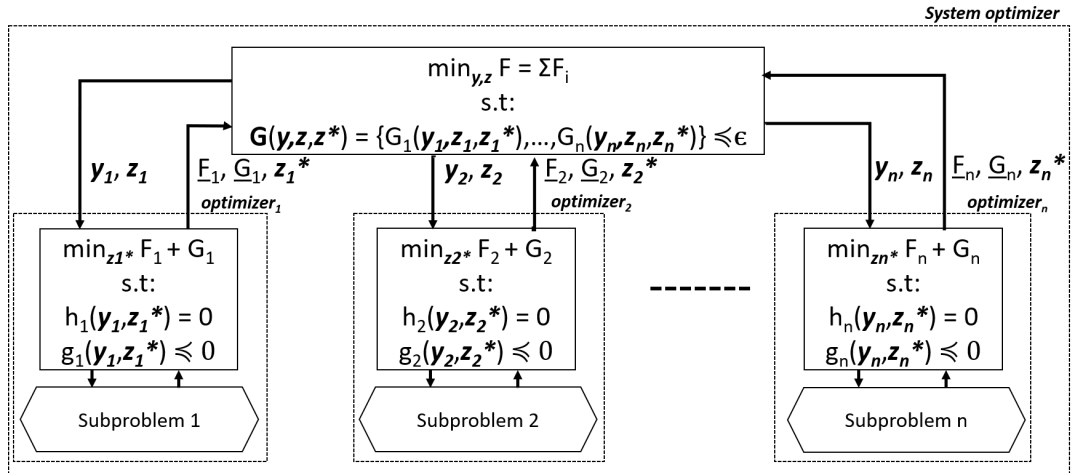 System optimizer
min_{y,z} F = ΣF_i
s.t:
G(y,z,z*) = {G_1(y_1,z_1,z_1*),...,G_n(y_n,z_n,z_n*)} ≼ϵ
y_1, z_1
F_1, G_1, z_1*
optimizer_1
y_2, z_2
F_2, G_2, z_2*
optimizer_2
y_n, z_n
F_n, G_n, z_n*
optimizer_n
min_{z1*} F_1 + G_1
s.t:
h_1(y_1,z_1*) = 0
g_1(y_1,z_1*) ≼ 0
Subproblem 1
min_{z2*} F_2 + G_2
s.t:
h_2(y_2,z_2*) = 0
g_2(y_2,z_2*) ≼ 0
Subproblem 2
min_{zn*} F_n + G_n
s.t:
h_n(y_n,z_n*) = 0
g_n(y_n,z_n*) ≼ 0
Subproblem n